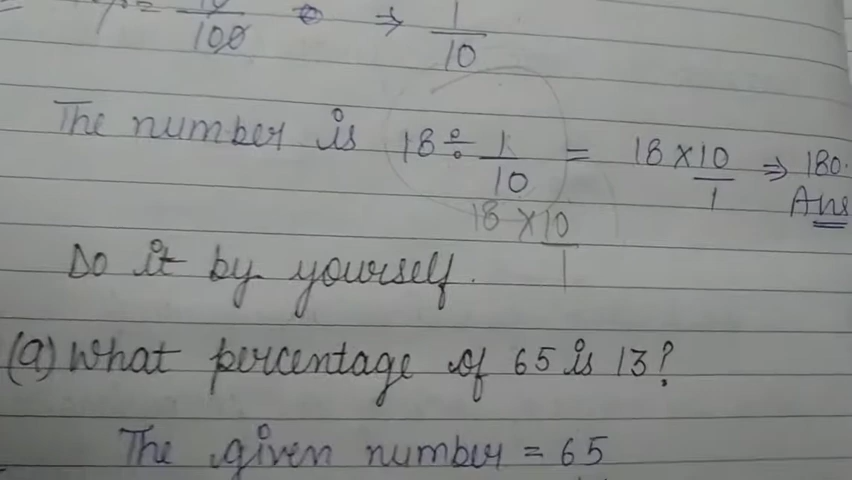 100 ⇒ 1/10
The number is 18 ÷ 1/10 = 18 × 10/1 ⇒ 180.
Ans
18 × 10/1
Do it by yourself.
(a) What percentage of 65 is 13?
The given number = 65